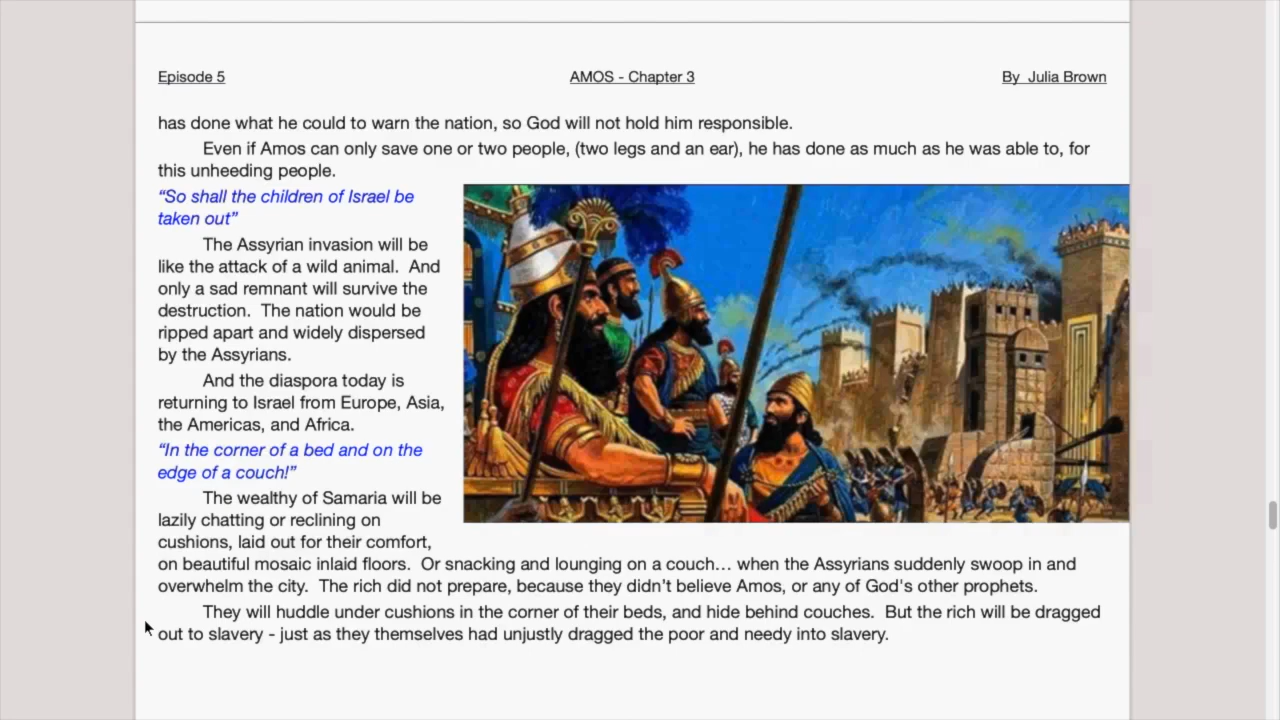 Episode 5
AMOS - Chapter 3
By  Julia Brown
has done what he could to warn the nation, so God will not hold him responsible.
Even if Amos can only save one or two people, (two legs and an ear), he has done as much as he was able to, for
this unheeding people.
“So shall the children of Israel be
taken out”
The Assyrian invasion will be
like the attack of a wild animal.  And
only a sad remnant will survive the
destruction.  The nation would be
ripped apart and widely dispersed
by the Assyrians.
And the diaspora today is
returning to Israel from Europe, Asia,
the Americas, and Africa.
“In the corner of a bed and on the
edge of a couch!”
The wealthy of Samaria will be
lazily chatting or reclining on
cushions, laid out for their comfort,
on beautiful mosaic inlaid floors.  Or snacking and lounging on a couch… when the Assyrians suddenly swoop in and
overwhelm the city.  The rich did not prepare, because they didn’t believe Amos, or any of God's other prophets.
They will huddle under cushions in the corner of their beds, and hide behind couches.  But the rich will be dragged
out to slavery - just as they themselves had unjustly dragged the poor and needy into slavery.